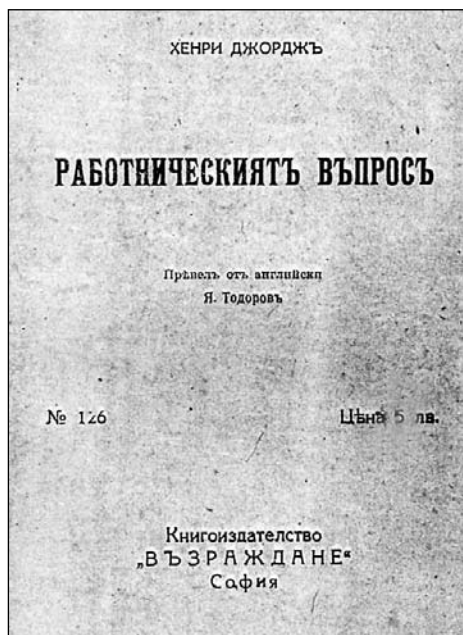 ХЕНРИ ДЖОРДЖЪ
РАБОТНИЧЕСКИЯТЪ ВЪПРОСЪ
Прѣвелъ отъ английски
Я. Тодоровъ
№ 126 Цѣна 5 лв.
Книгоиздателство
„ВЪЗРАЖДАНЕ“
София